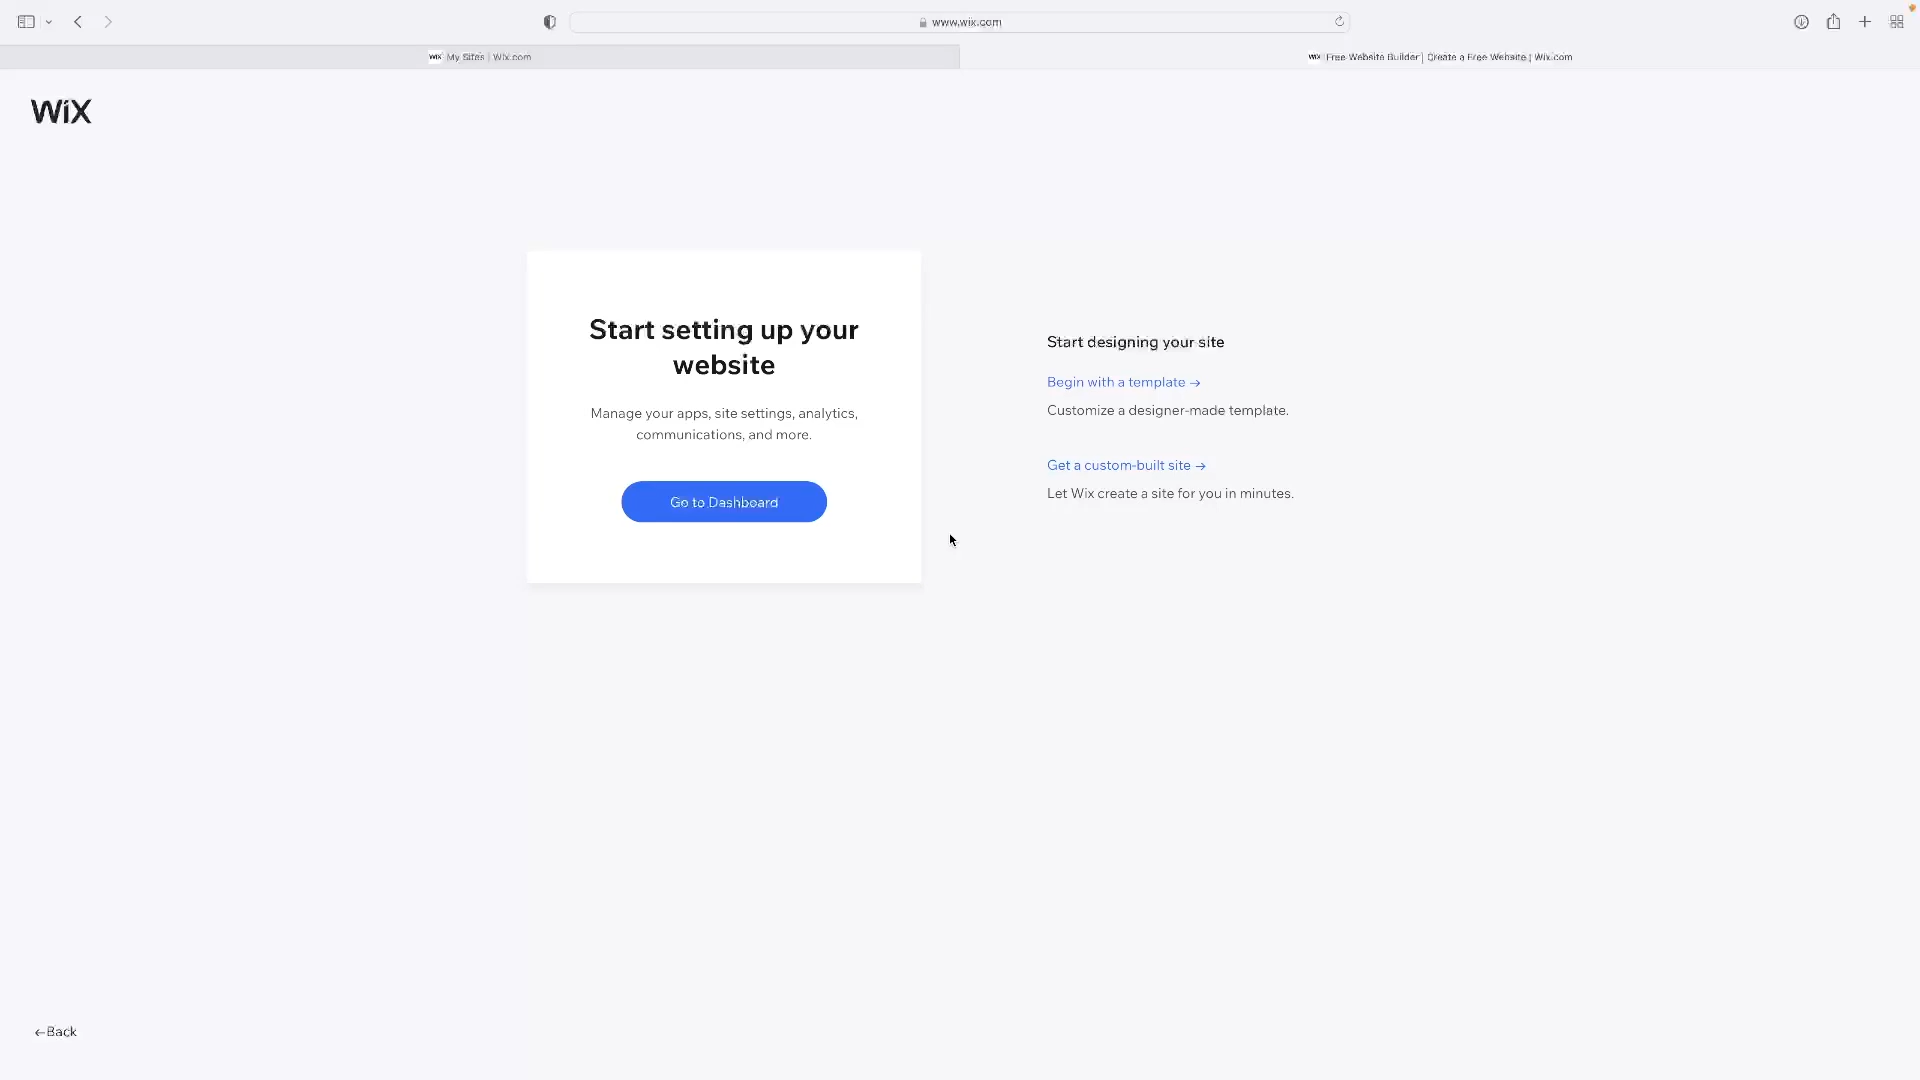 www.wix.com
WIX My Sites | Wix.com
WIX Free Website Builder | Create a Free Website | Wix.com
WiX
Start setting up your
website
Manage your apps, site settings, analytics,
communications, and more.
Go to Dashboard
Start designing your site
Begin with a template →
Customize a designer-made template.
Get a custom-built site →
Let Wix create a site for you in minutes.
←Back